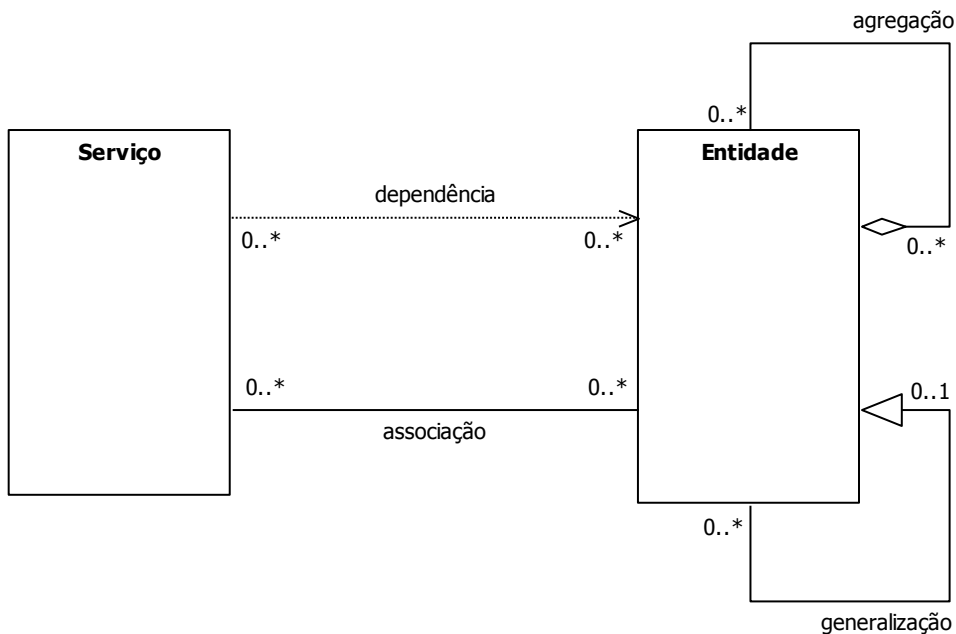 agregação
0..*
Serviço
Entidade
dependência
0..*
0..*
0..*
0..*
0..*
0..1
associação
0..*
generalização